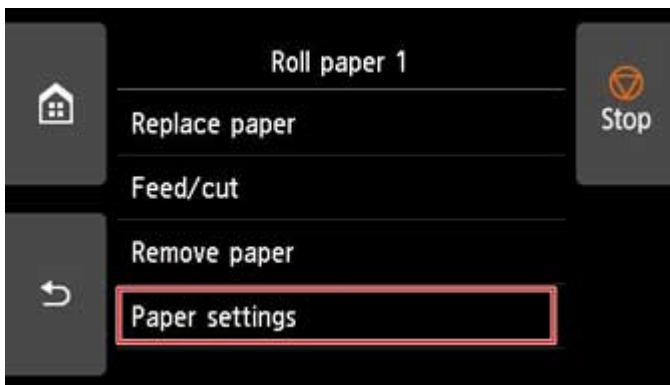 Roll paper 1
Stop
Replace paper
Feed/cut
Remove paper
Paper settings